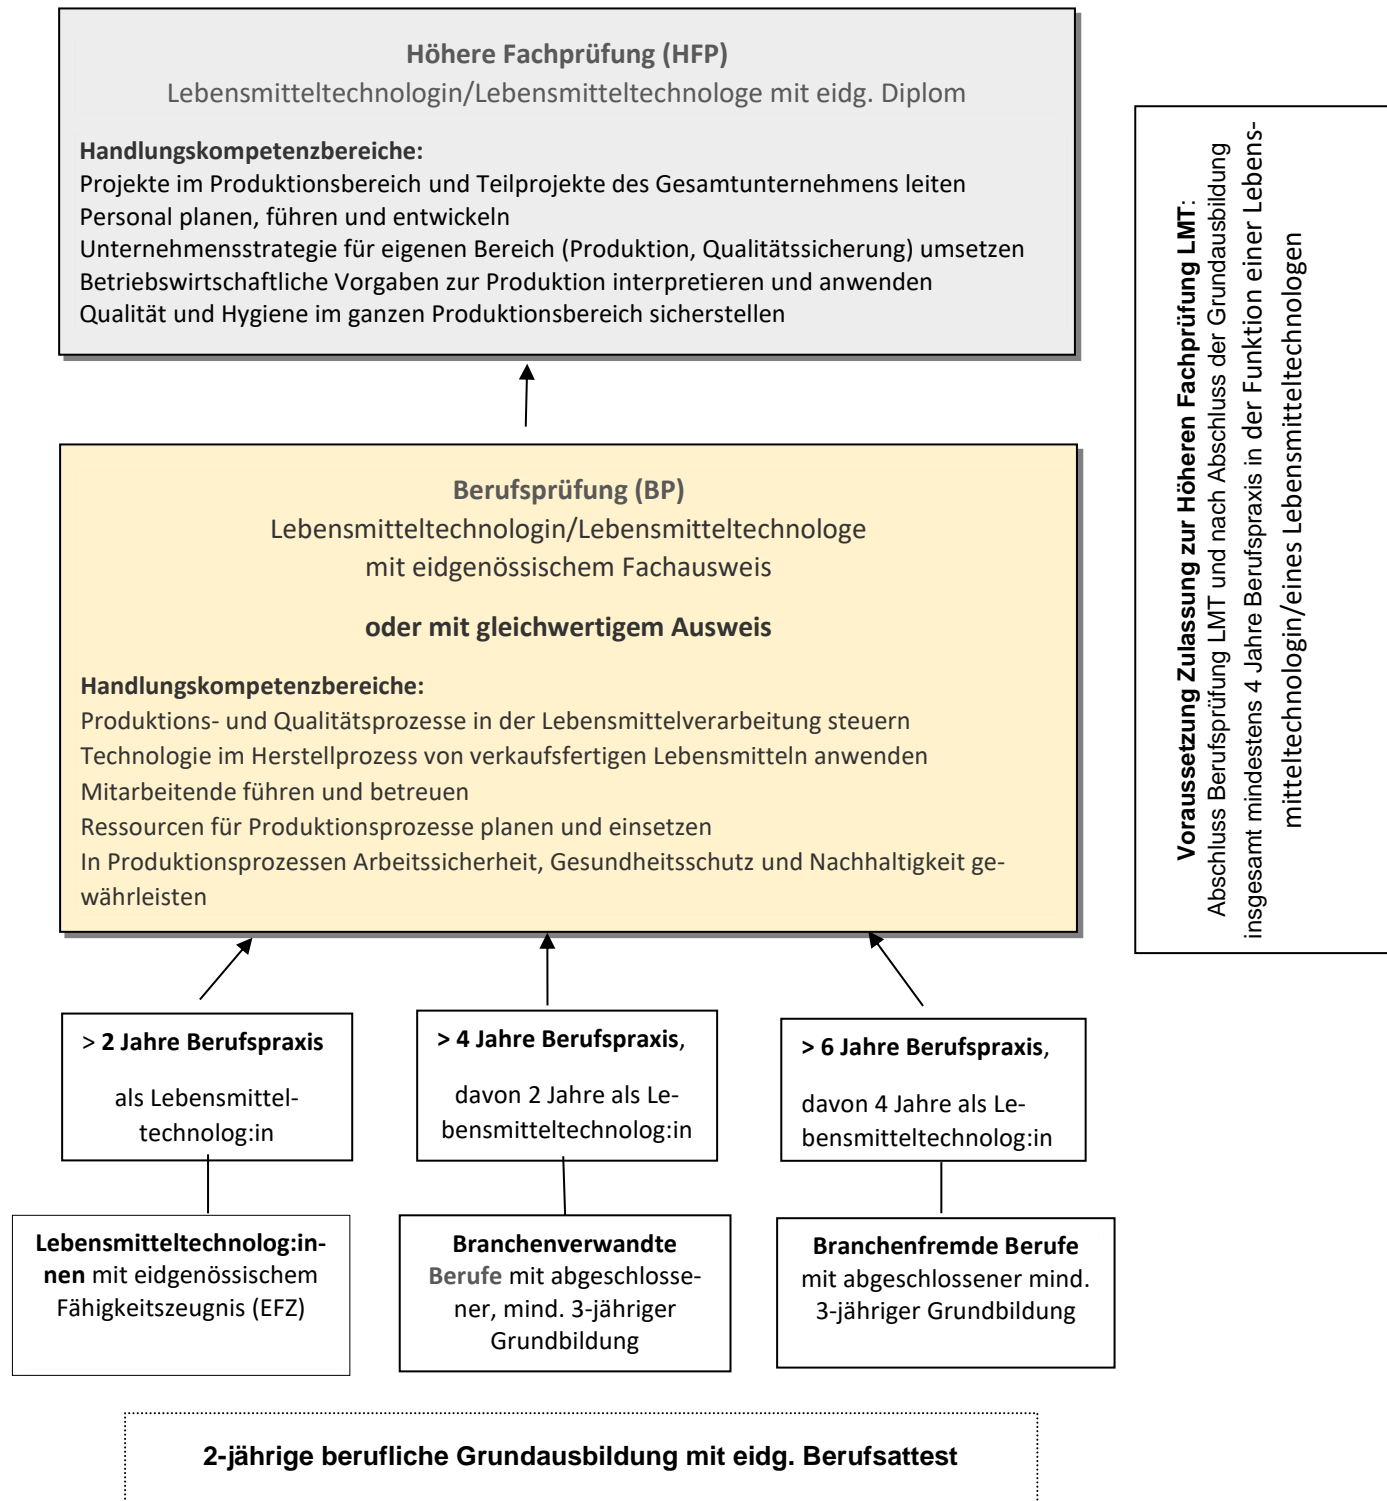 Höhere Fachprüfung (HFP)
Lebensmitteltechnologin/Lebensmitteltechnologe mit eidg. Diplom
Handlungskompetenzbereiche:
Projekte im Produktionsbereich und Teilprojekte des Gesamtunternehmens leiten
Personal planen, führen und entwickeln
Unternehmensstrategie für eigenen Bereich (Produktion, Qualitätssicherung) umsetzen
Betriebswirtschaftliche Vorgaben zur Produktion interpretieren und anwenden
Qualität und Hygiene im ganzen Produktionsbereich sicherstellen
Voraussetzung Zulassung zur Höheren Fachprüfung LMT:
Abschluss Berufsprüfung LMT und nach Abschluss der Grundausbildung
insgesamt mindestens 4 Jahre Berufspraxis in der Funktion einer Lebens-
mitteltechnologin/eines Lebensmitteltechnologen
Berufsprüfung (BP)
Lebensmitteltechnologin/Lebensmitteltechnologe
mit eidgenössischem Fachausweis
oder mit gleichwertigem Ausweis
Handlungskompetenzbereiche:
Produktions- und Qualitätsprozesse in der Lebensmittelverarbeitung steuern
Technologie im Herstellprozess von verkaufsfertigen Lebensmitteln anwenden
Mitarbeitende führen und betreuen
Ressourcen für Produktionsprozesse planen und einsetzen
In Produktionsprozessen Arbeitssicherheit, Gesundheitsschutz und Nachhaltigkeit ge-
währleisten
> 2 Jahre Berufspraxis
als Lebensmittel-
technolog:in
> 4 Jahre Berufspraxis,
davon 2 Jahre als Le-
bensmitteltechnolog:in
> 6 Jahre Berufspraxis,
davon 4 Jahre als Le-
bensmitteltechnolog:in
Lebensmitteltechnolog:in-
nen mit eidgenössischem
Fähigkeitszeugnis (EFZ)
Branchenverwandte
Berufe mit abgeschlosse-
ner, mind. 3-jähriger
Grundbildung
Branchenfremde Berufe
mit abgeschlossener mind.
3-jähriger Grundbildung
2-jährige berufliche Grundausbildung mit eidg. Berufsattest